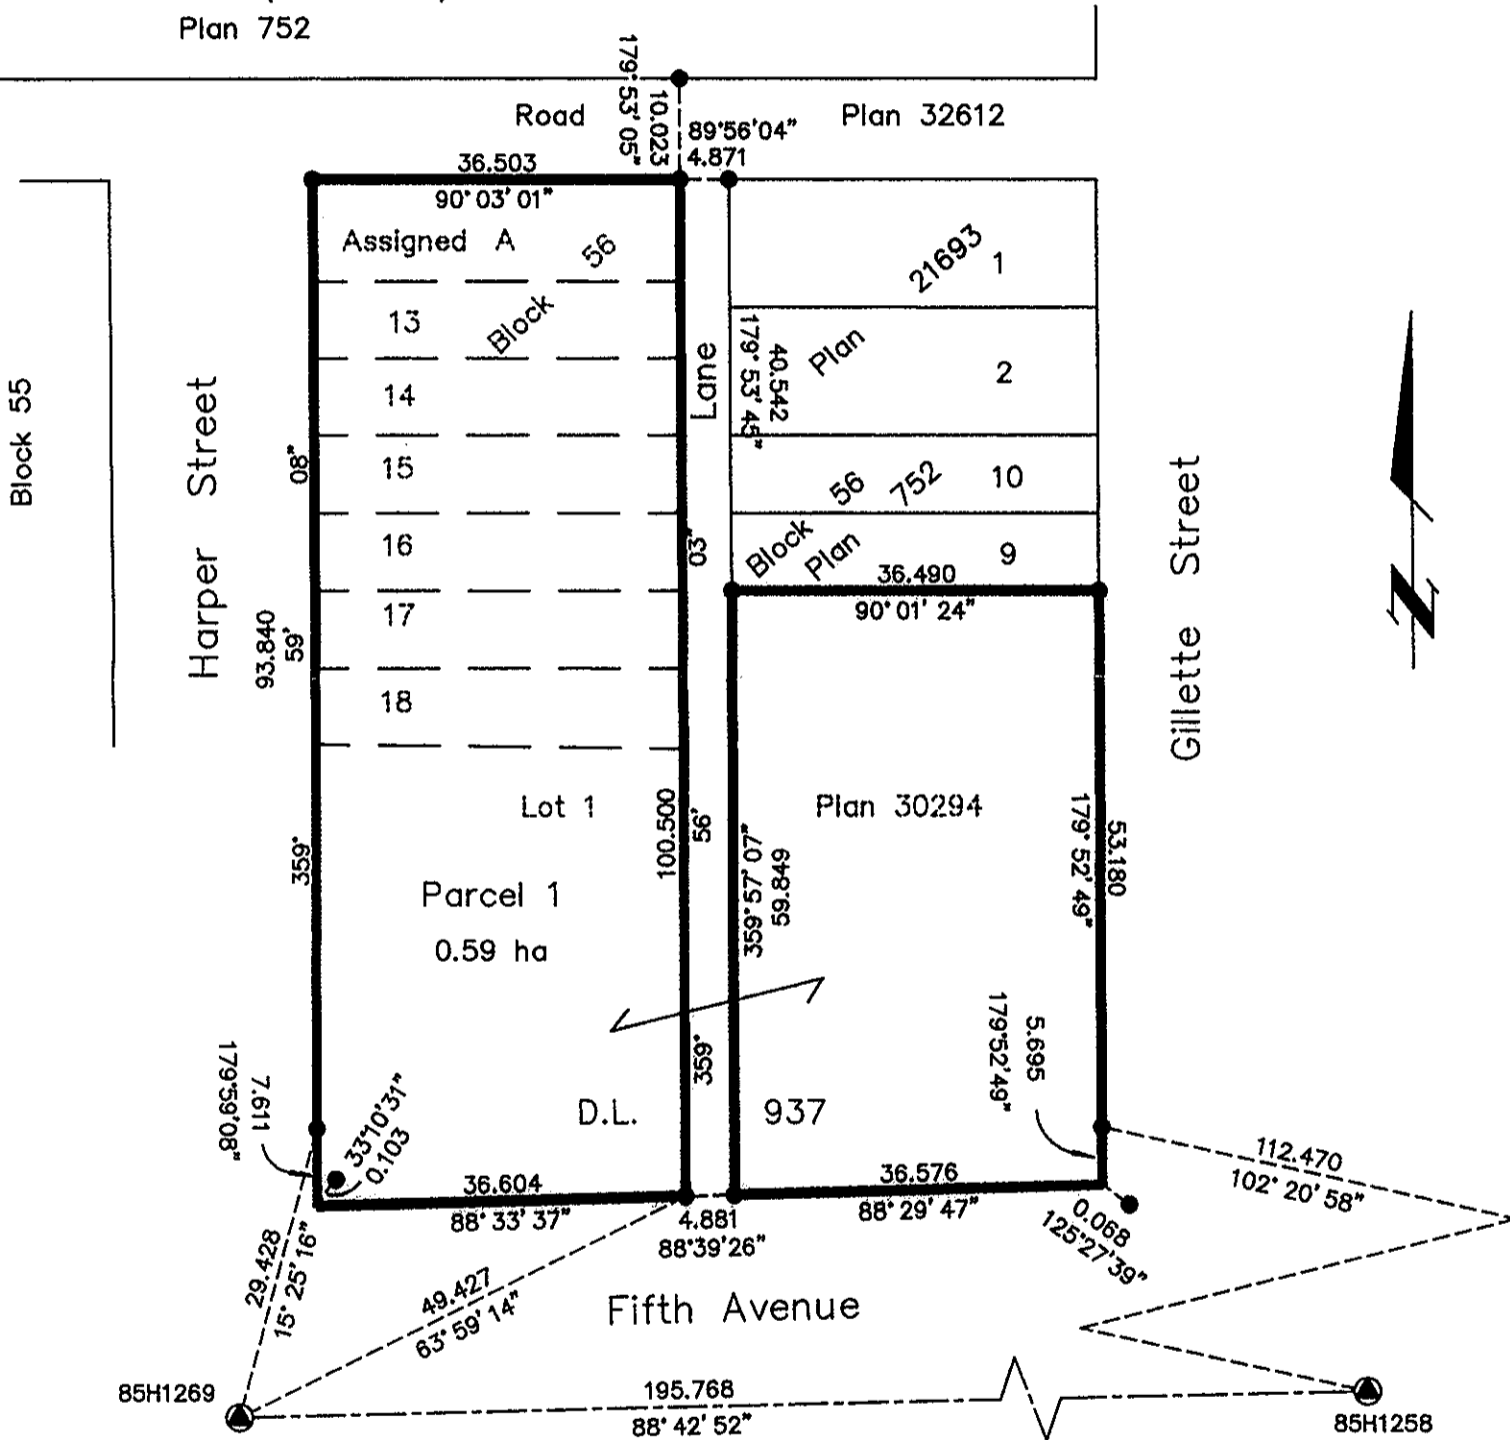 Plan 752
Road
Plan 32612
179° 53' 05"
10.023
89°56'04"
4.871
36.503
90° 03' 01"
Assigned A
Block 56
13
14
15
16
17
18
Lot 1
Parcel 1
0.59 ha
Block 55
Harper Street
93.840
359° 59' 08"
Lane
100.500
359° 56' 03"
40.542
179° 53' 45"
Plan 21693
1
2
Block 56
Plan 752
10
9
36.490
90° 01' 24"
Plan 30294
359° 57' 07"
59.849
53.180
179° 52' 49"
Gillette Street
N
5.695
179°52'49"
D.L. 937
7.611
179°59'08"
33°10'31"
0.103
36.604
88° 33' 37"
4.881
88°39'26"
36.576
88° 29' 47"
0.068
125°27'39"
112.470
102° 20' 58"
29.428
15° 25' 16"
49.427
63° 59' 14"
Fifth Avenue
85H1269
195.768
88° 42' 52"
85H1258